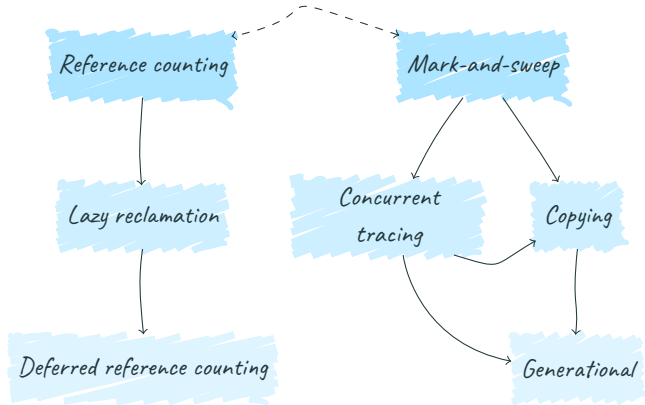 Reference counting
Mark-and-sweep
Lazy reclamation
Concurrent
tracing
Copying
Deferred reference counting
Generational